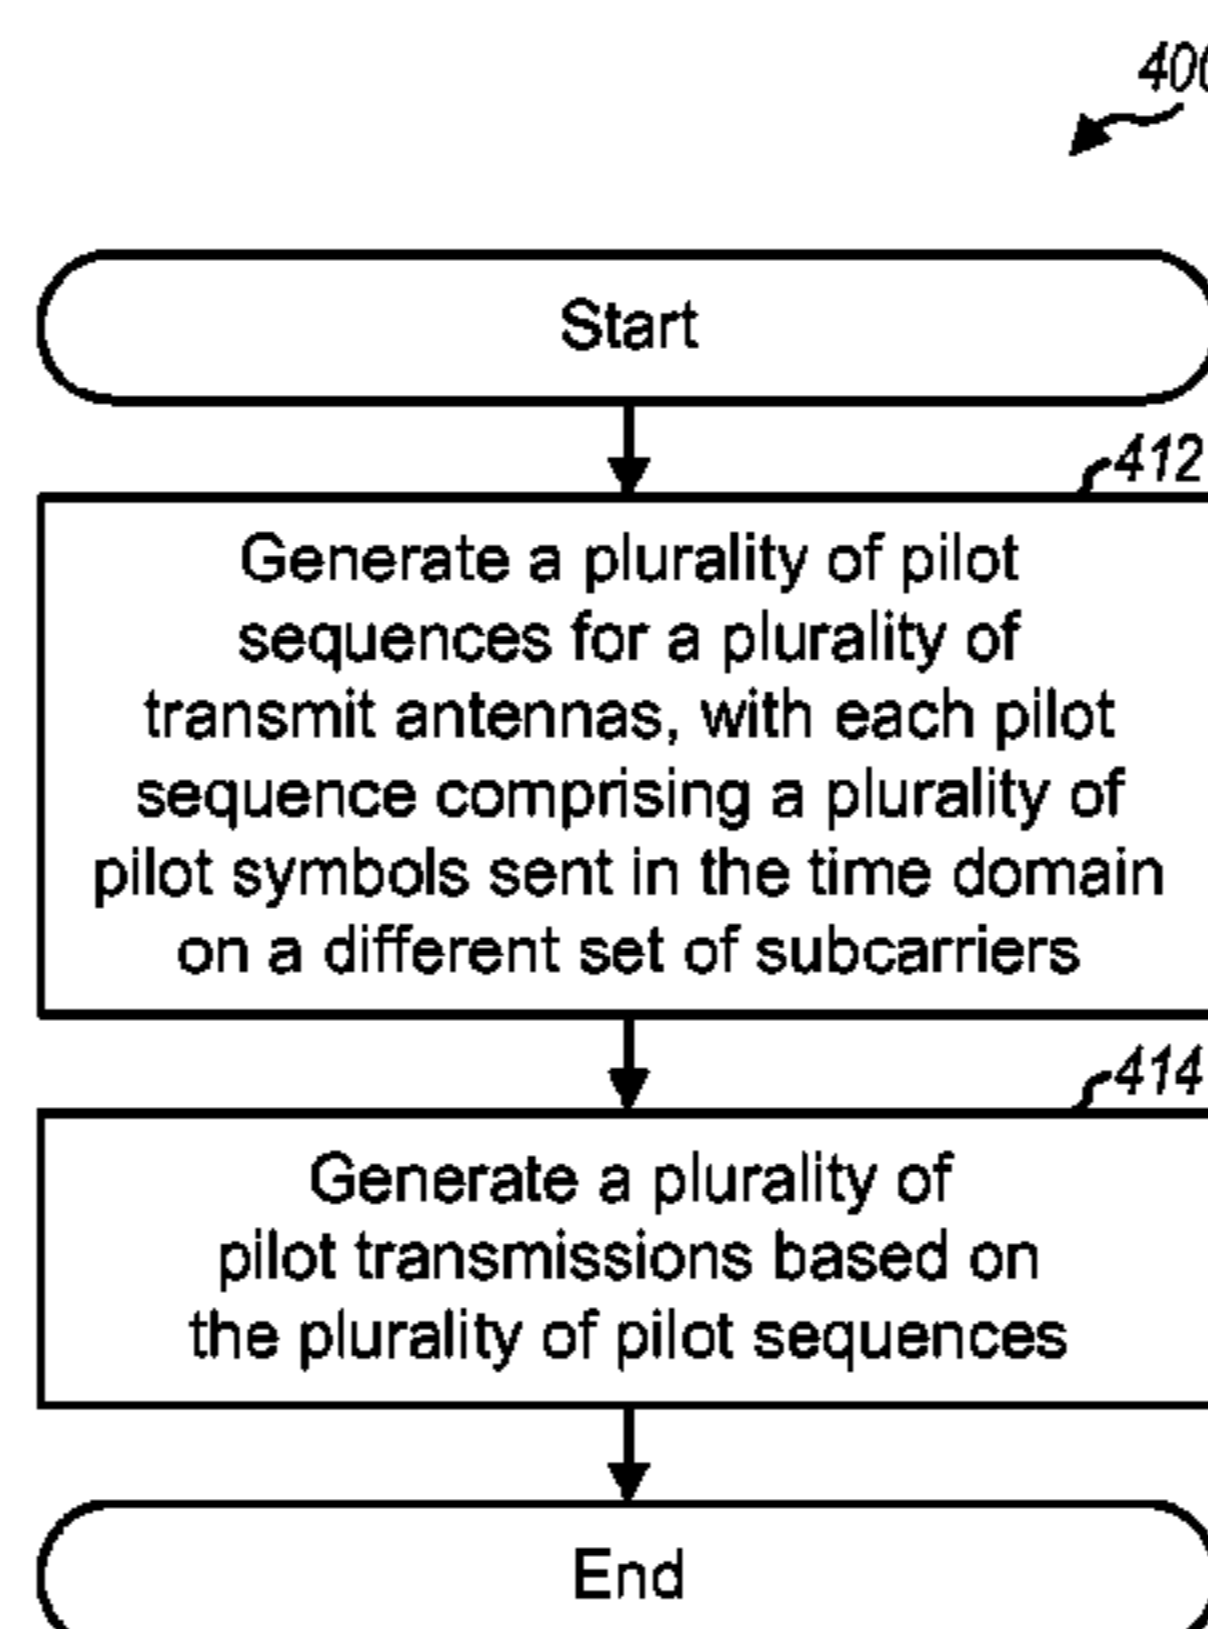 400
Start
412
Generate a plurality of pilot
sequences for a plurality of
transmit antennas, with each pilot
sequence comprising a plurality of
pilot symbols sent in the time domain
on a different set of subcarriers
414
Generate a plurality of
pilot transmissions based on
the plurality of pilot sequences
End